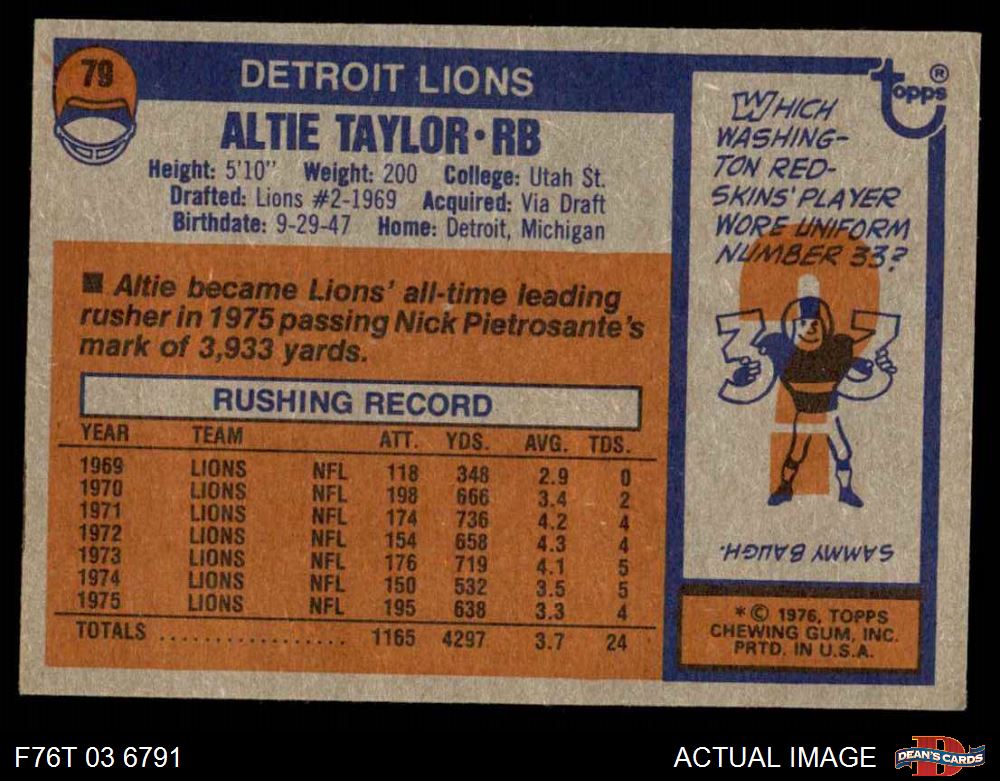 79
DETROIT LIONS
ALTIE TAYLOR•RB
Height: 5'10" Weight: 200 College: Utah St.
Drafted: Lions #2-1969 Acquired: Via Draft
Birthdate: 9-29-47 Home: Detroit, Michigan
■ Altie became Lions' all-time leading
rusher in 1975 passing Nick Pietrosante's
mark of 3,933 yards.
RUSHING RECORD
YEAR TEAM ATT. YDS. AVG. TDS.
1969 LIONS NFL 118 348 2.9 0
1970 LIONS NFL 198 666 3.4 2
1971 LIONS NFL 174 736 4.2 4
1972 LIONS NFL 154 658 4.3 4
1973 LIONS NFL 176 719 4.1 5
1974 LIONS NFL 150 532 3.5 5
1975 LIONS NFL 195 638 3.3 4
TOTALS .................... 1165 4297 3.7 24
topps®
WHICH
WASHING-
TON RED-
SKINS' PLAYER
WORE UNIFORM
NUMBER 33?
?
33
SAMMY BAUGH.
*© 1976, TOPPS
CHEWING GUM, INC.
PRTD. IN U.S.A.
F76T 03 6791
ACTUAL IMAGE
D
DEAN'S CARDS